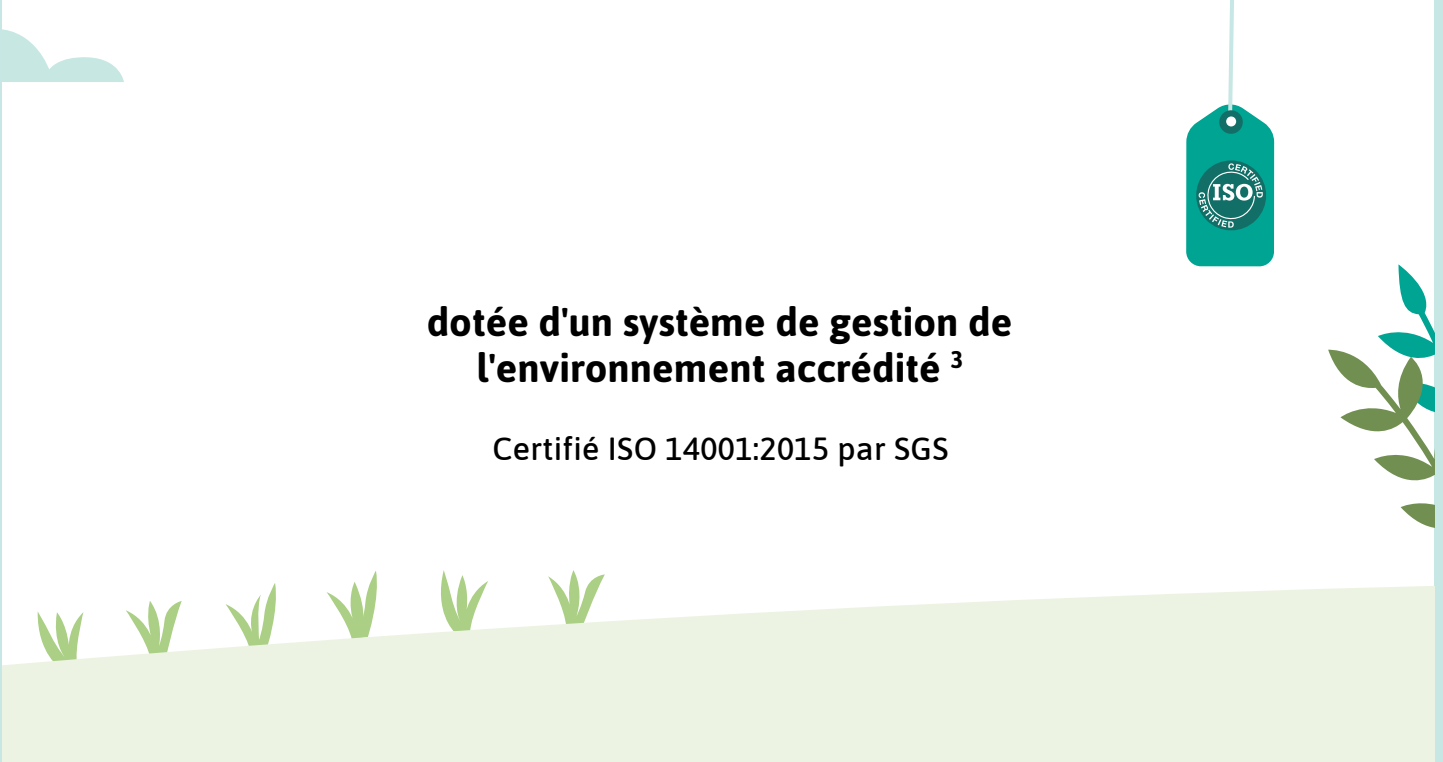 CERTIFIED
ISO
CERTIFIED
dotée d'un système de gestion de
l'environnement accrédité ³
Certifié ISO 14001:2015 par SGS